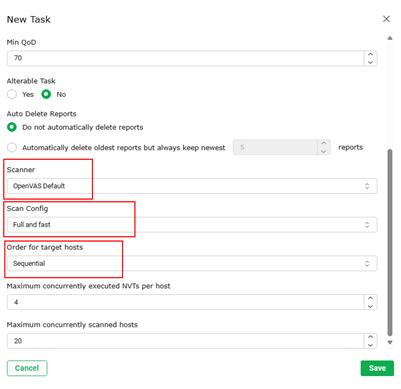 New Task
Min QoD
70
Alterable Task
Yes No
Auto Delete Reports
Do not automatically delete reports
Automatically delete oldest reports but always keep newest 5 reports
Scanner
OpenVAS Default
Scan Config
Full and fast
Order for target hosts
Sequential
Maximum concurrently executed NVTs per host
4
Maximum concurrently scanned hosts
20
Cancel Save